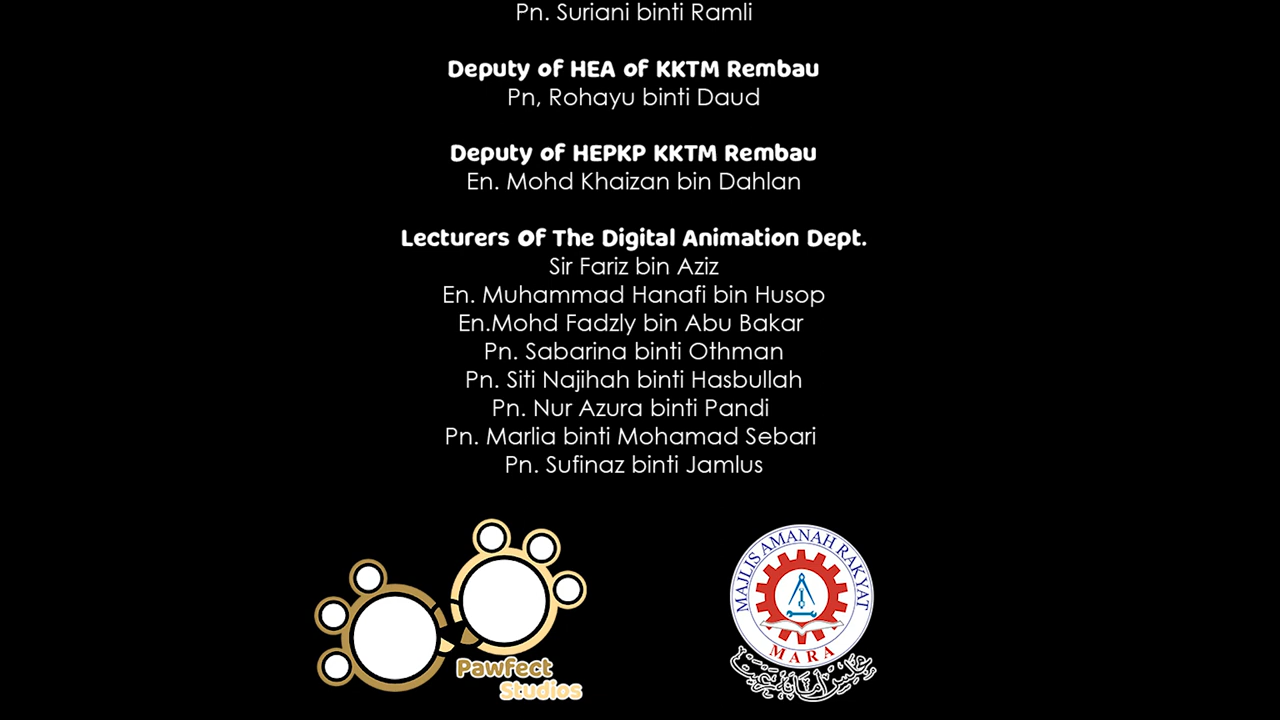 Pn. Suriani binti Ramli
Deputy of HEA of KKTM Rembau
Pn, Rohayu binti Daud
Deputy of HEPKP KKTM Rembau
En. Mohd Khaizan bin Dahlan
Lecturers Of The Digital Animation Dept.
Sir Fariz bin Aziz
En. Muhammad Hanafi bin Husop
En.Mohd Fadzly bin Abu Bakar
Pn. Sabarina binti Othman
Pn. Siti Najihah binti Hasbullah
Pn. Nur Azura binti Pandi
Pn. Marlia binti Mohamad Sebari
Pn. Sufinaz binti Jamlus
Pawfect
Studios
MAJLIS AMANAH RAKYAT
MARA